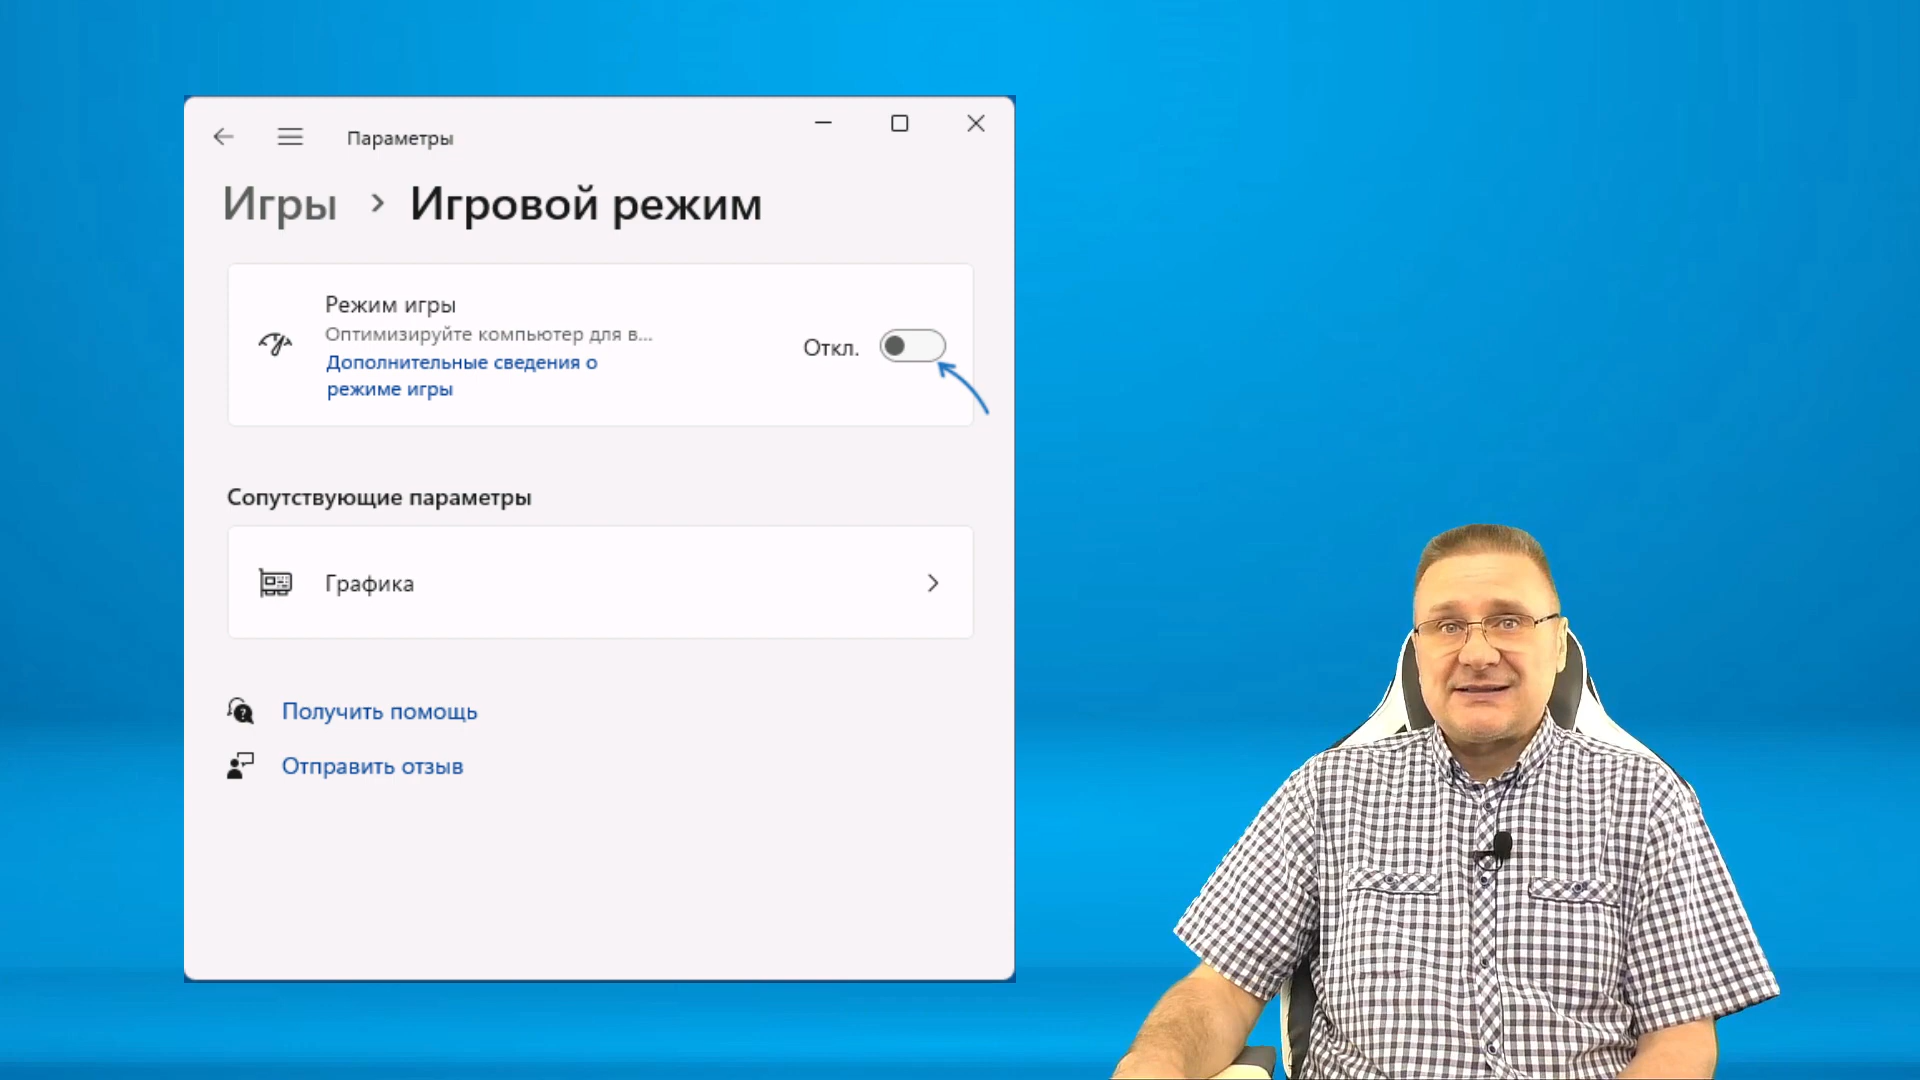 Параметры
Игры > Игровой режим
Режим игры
Оптимизируйте компьютер для в...
Дополнительные сведения о
режиме игры
Откл.
Сопутствующие параметры
Графика
Получить помощь
Отправить отзыв